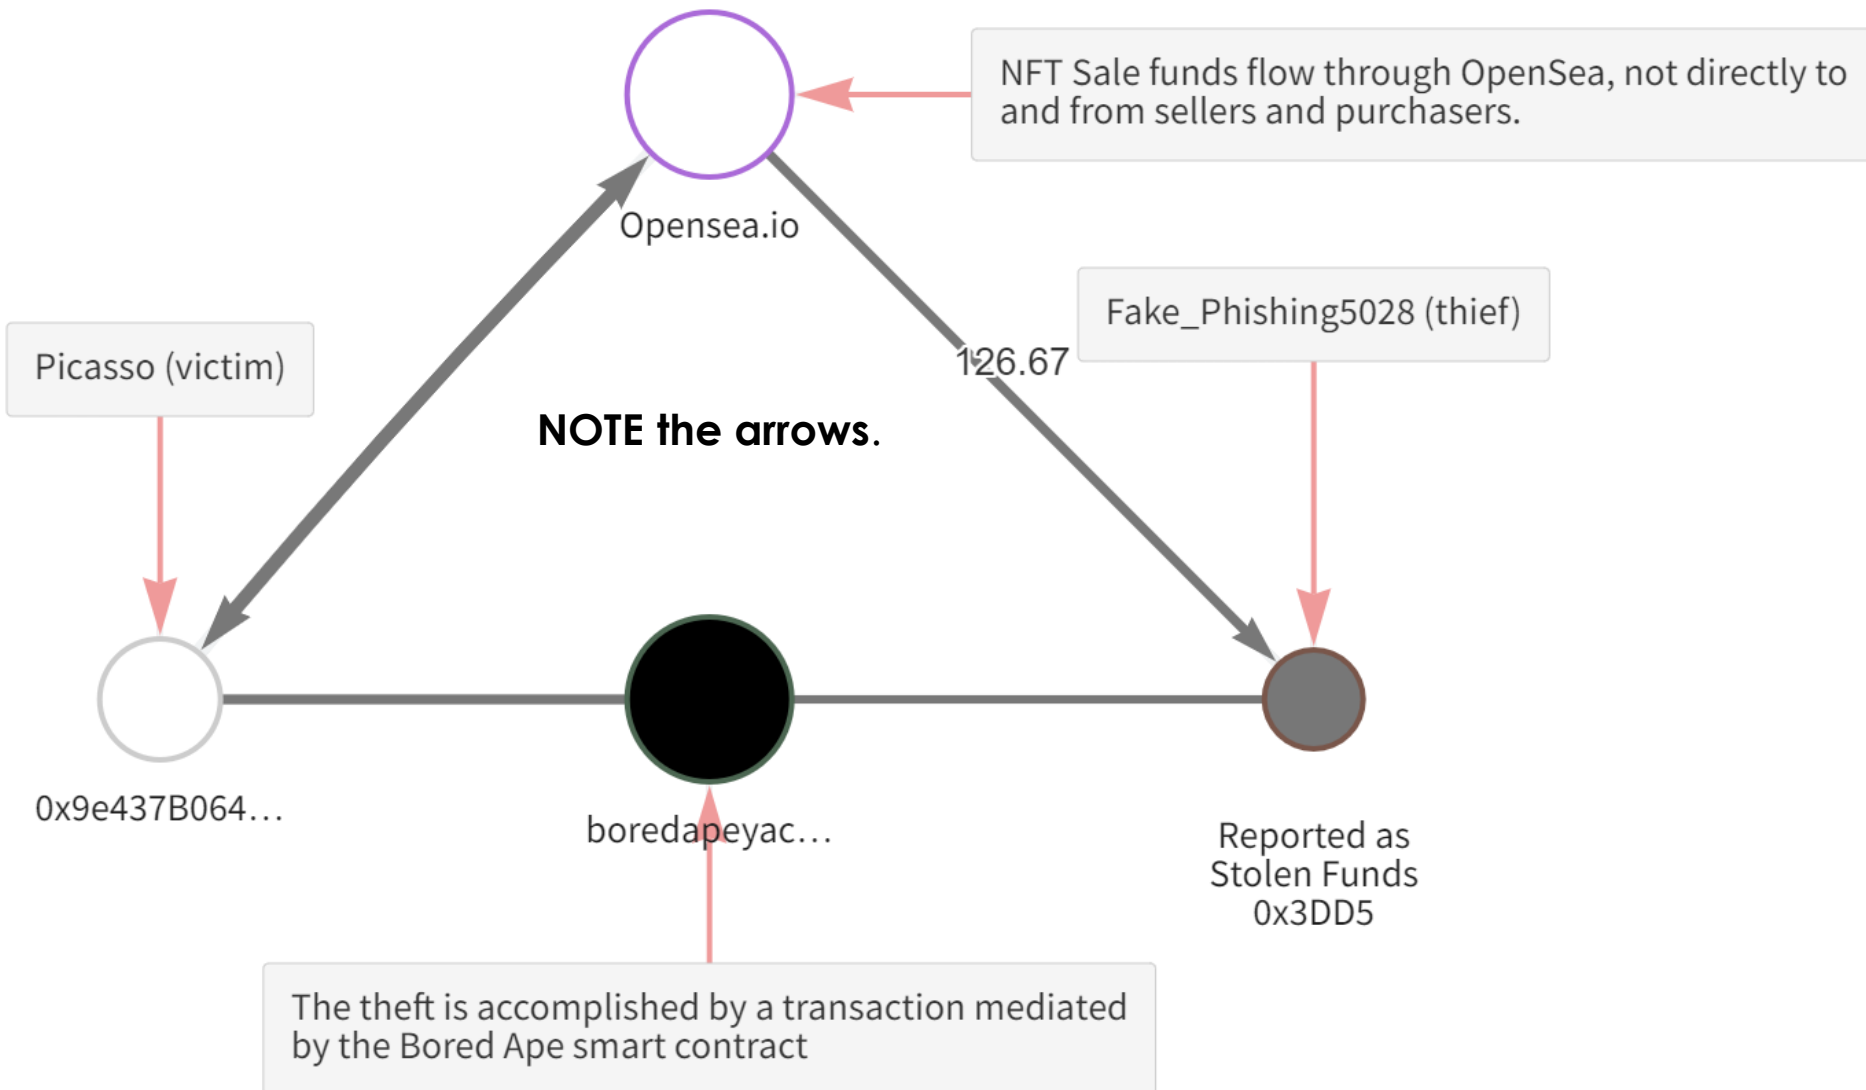 NFT Sale funds flow through OpenSea, not directly to
and from sellers and purchasers.
Opensea.io
Fake_Phishing5028 (thief)
Picasso (victim)
126.67
NOTE the arrows.
0x9e437B064…
boredapeyac…
Reported as
Stolen Funds
0x3DD5
The theft is accomplished by a transaction mediated
by the Bored Ape smart contract